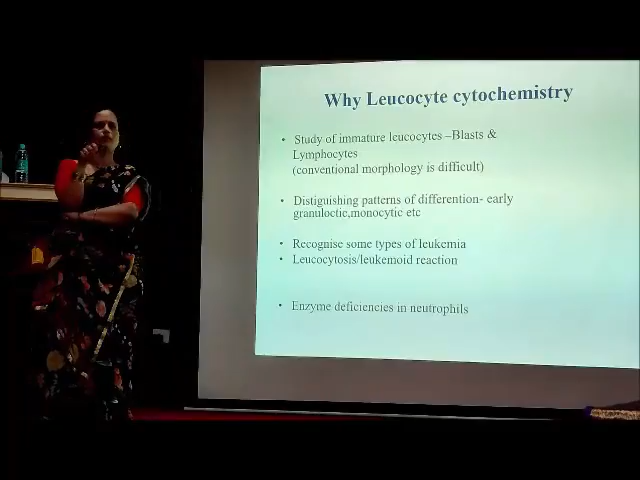 Why Leucocyte cytochemistry
• Study of immature leucocytes –Blasts &
Lymphocytes
(conventional morphology is difficult)
• Distiguishing patterns of differention- early
granuloctic,monocytic etc
• Recognise some types of leukemia
• Leucocytosis/leukemoid reaction
• Enzyme deficiencies in neutrophils